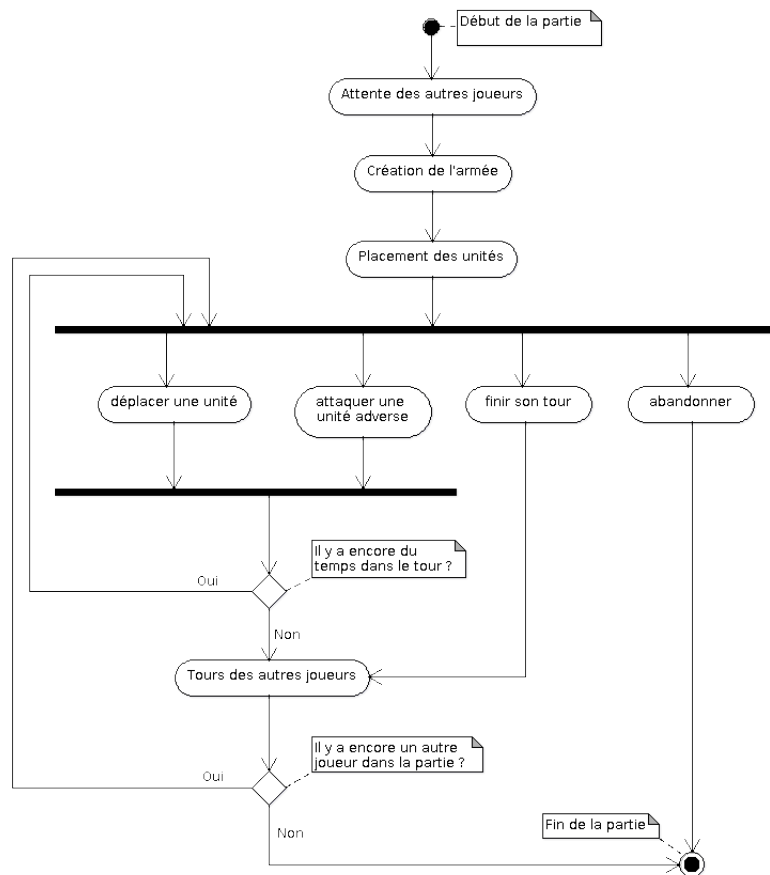 Début de la partie
Attente des autres joueurs
Création de l'armée
Placement des unités
déplacer une unité
attaquer une
unité adverse
finir son tour
abandonner
Il y a encore du
temps dans le tour ?
Oui
Non
Tours des autres joueurs
Il y a encore un autre
joueur dans la partie ?
Oui
Non
Fin de la partie